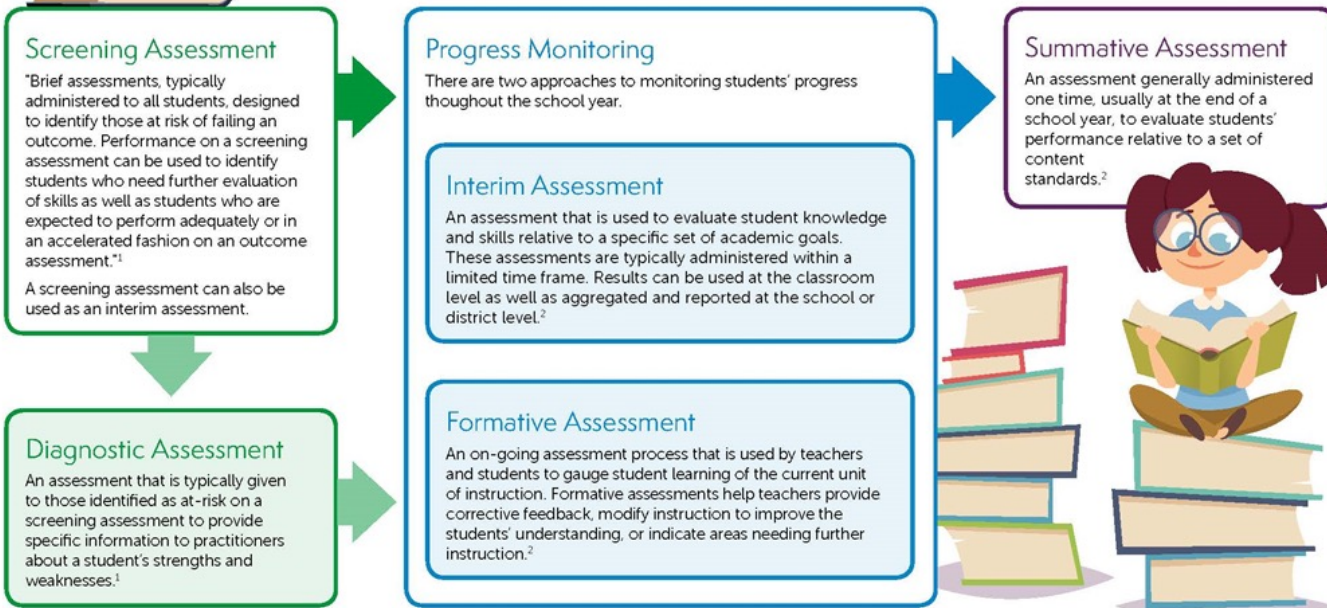 Screening Assessment
"Brief assessments, typically
administered to all students, designed
to identify those at risk of failing an
outcome. Performance on a screening
assessment can be used to identify
students who need further evaluation
of skills as well as students who are
expected to perform adequately or in
an accelerated fashion on an outcome
assessment."¹
A screening assessment can also be
used as an interim assessment.
Diagnostic Assessment
An assessment that is typically given
to those identified as at-risk on a
screening assessment to provide
specific information to practitioners
about a student's strengths and
weaknesses.¹
Progress Monitoring
There are two approaches to monitoring students' progress
thoughout the school year.
Interim Assessment
An assessment that is used to evaluate student knowledge
and skills relative to a specific set of academic goals.
These assessments are typically administered within a
limited time frame. Results can be used at the classroom
level as well as aggregated and reported at the school or
district level.²
Formative Assessment
An on-going assessment process that is used by teachers
and students to gauge student learning of the current unit
of instruction. Formative assessments help teachers provide
corrective feedback, modify instruction to improve the
students' understanding, or indicate areas needing further
instruction.²
Summative Assessment
An assessment generally administered
one time, usually at the end of a
school year, to evaluate students'
performance relative to a set of
content
standards.²